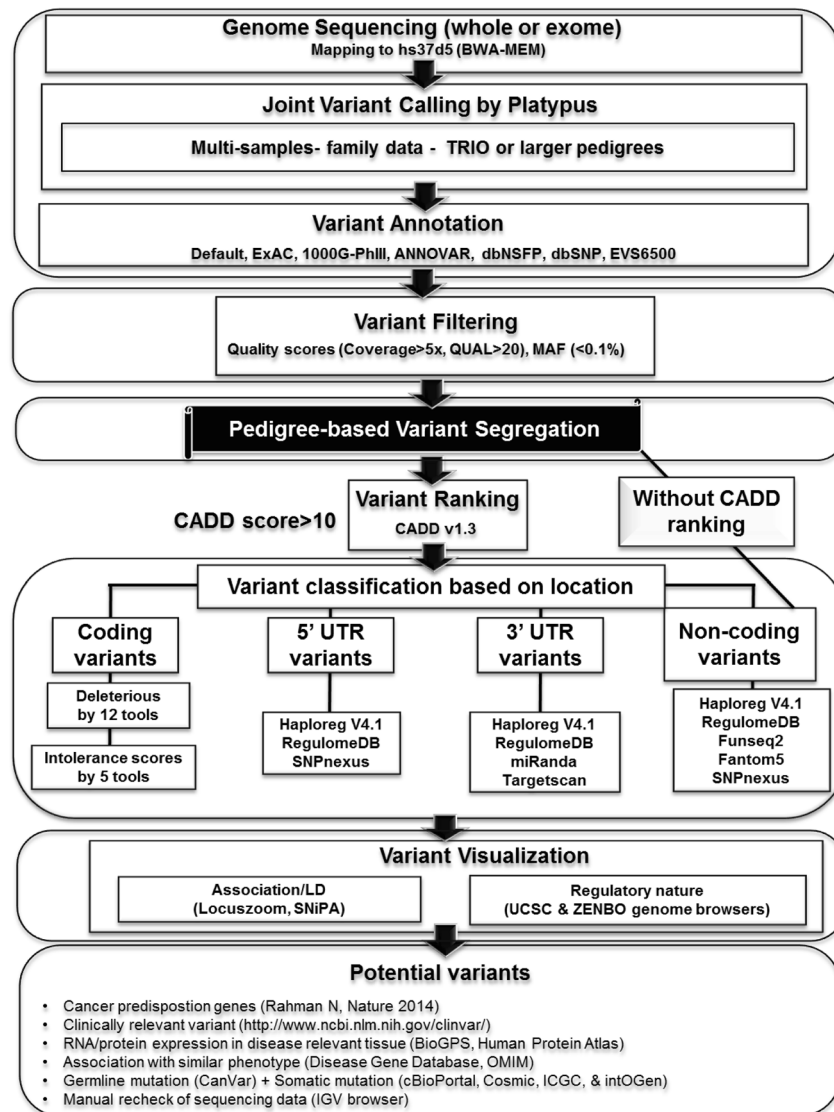 Genome Sequencing (whole or exome)
Mapping to hs37d5 (BWA-MEM)
Joint Variant Calling by Platypus
Multi-samples- family data - TRIO or larger pedigrees
Variant Annotation
Default, ExAC, 1000G-PhIII, ANNOVAR, dbNSFP, dbSNP, EVS6500
Variant Filtering
Quality scores (Coverage>5x, QUAL>20), MAF (<0.1%)
Pedigree-based Variant Segregation
CADD score>10
Variant Ranking
CADD v1.3
Without CADD
ranking
Variant classification based on location
Coding
variants
Deleterious
by 12 tools
Intolerance scores
by 5 tools
5' UTR
variants
Haploreg V4.1
RegulomeDB
SNPnexus
3' UTR
variants
Haploreg V4.1
RegulomeDB
miRanda
Targetscan
Non-coding
variants
Haploreg V4.1
RegulomeDB
Funseq2
Fantom5
SNPnexus
Variant Visualization
Association/LD
(Locuszoom, SNiPA)
Regulatory nature
(UCSC & ZENBO genome browsers)
Potential variants
• Cancer predispostion genes (Rahman N, Nature 2014)
• Clinically relevant variant (http://www.ncbi.nlm.nih.gov/clinvar/)
• RNA/protein expression in disease relevant tissue (BioGPS, Human Protein Atlas)
• Association with similar phenotype (Disease Gene Database, OMIM)
• Germline mutation (CanVar) + Somatic mutation (cBioPortal, Cosmic, ICGC, & intOGen)
• Manual recheck of sequencing data (IGV browser)